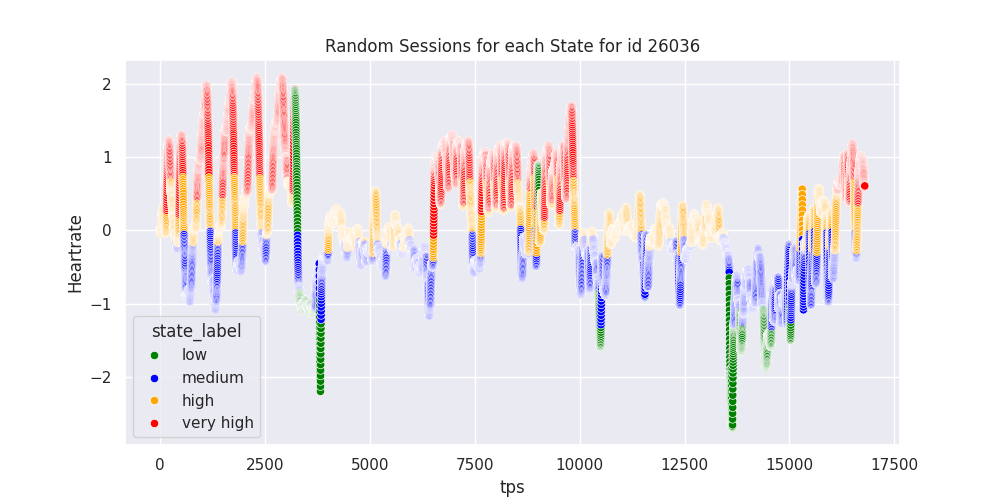 Random Sessions for each State for id 26036
Heartrate
2
1
0
−1
−2
state_label
low
medium
high
very high
0
2500
5000
7500
10000
12500
15000
17500
tps